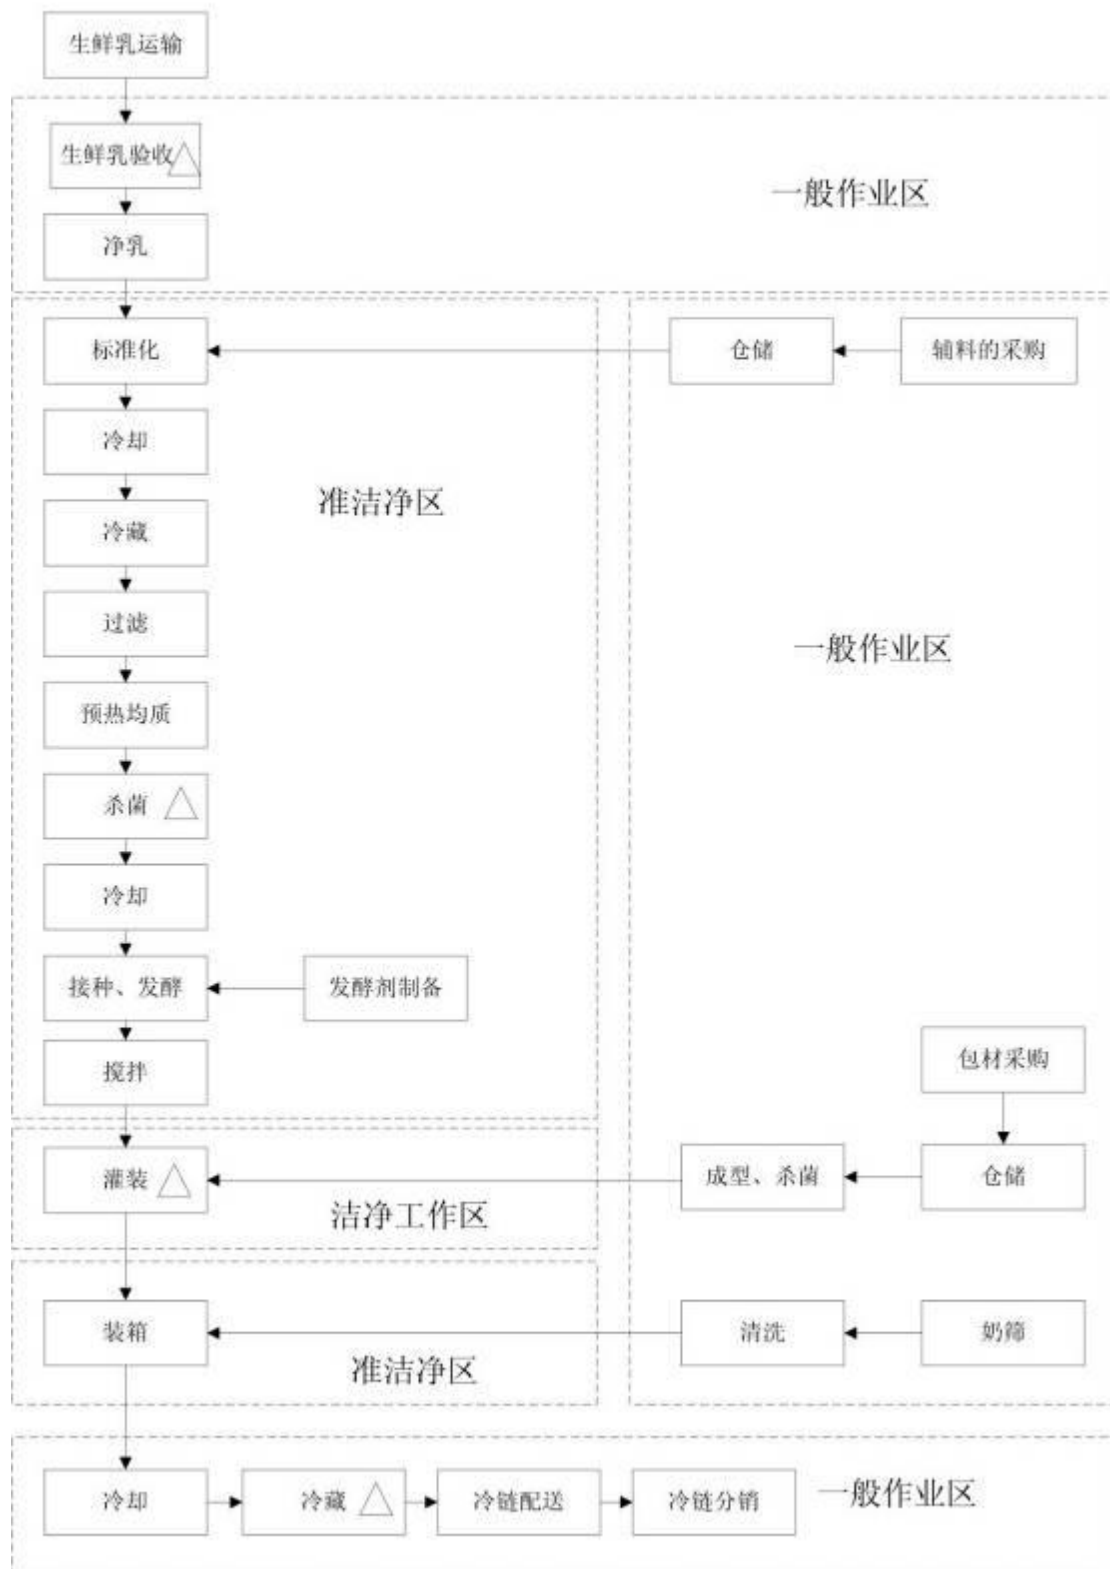 生鲜乳运输
生鲜乳验收
一般作业区
净乳
标准化
仓储
辅料的采购
冷却
准洁净区
冷藏
过滤
一般作业区
预热均质
杀菌
冷却
接种、发酵
发酵剂制备
包材采购
搅拌
灌装
成型、杀菌
仓储
洁净工作区
装箱
清洗
奶筛
准洁净区
冷却
冷藏
冷链配送
冷链分销
一般作业区